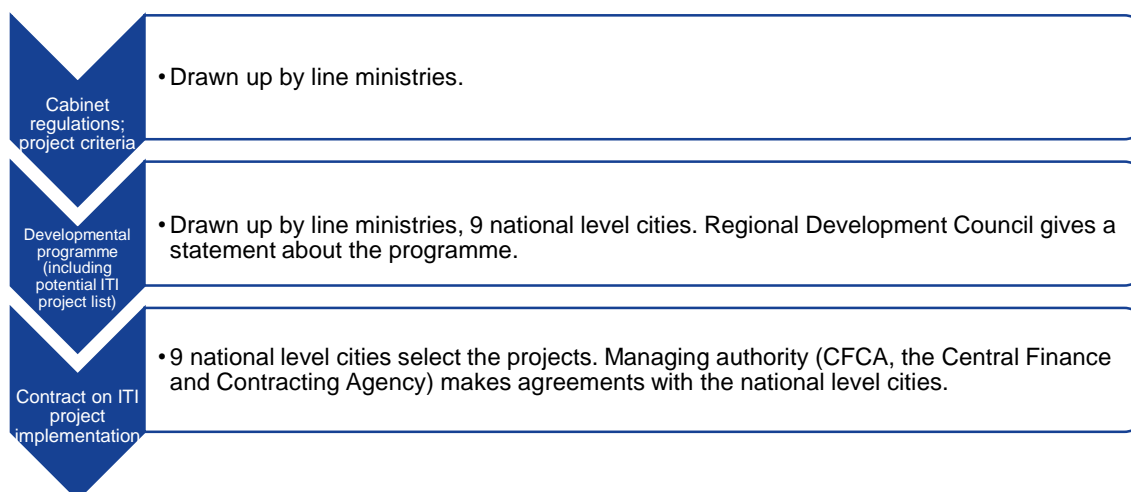 Cabinet
regulations;
project criteria
• Drawn up by line ministries.
Developmental
programme
(including
potential ITI
project list)
• Drawn up by line ministries, 9 national level cities. Regional Development Council gives a
statement about the programme.
Contract on ITI
project
implementation
• 9 national level cities select the projects. Managing authority (CFCA, the Central Finance
and Contracting Agency) makes agreements with the national level cities.